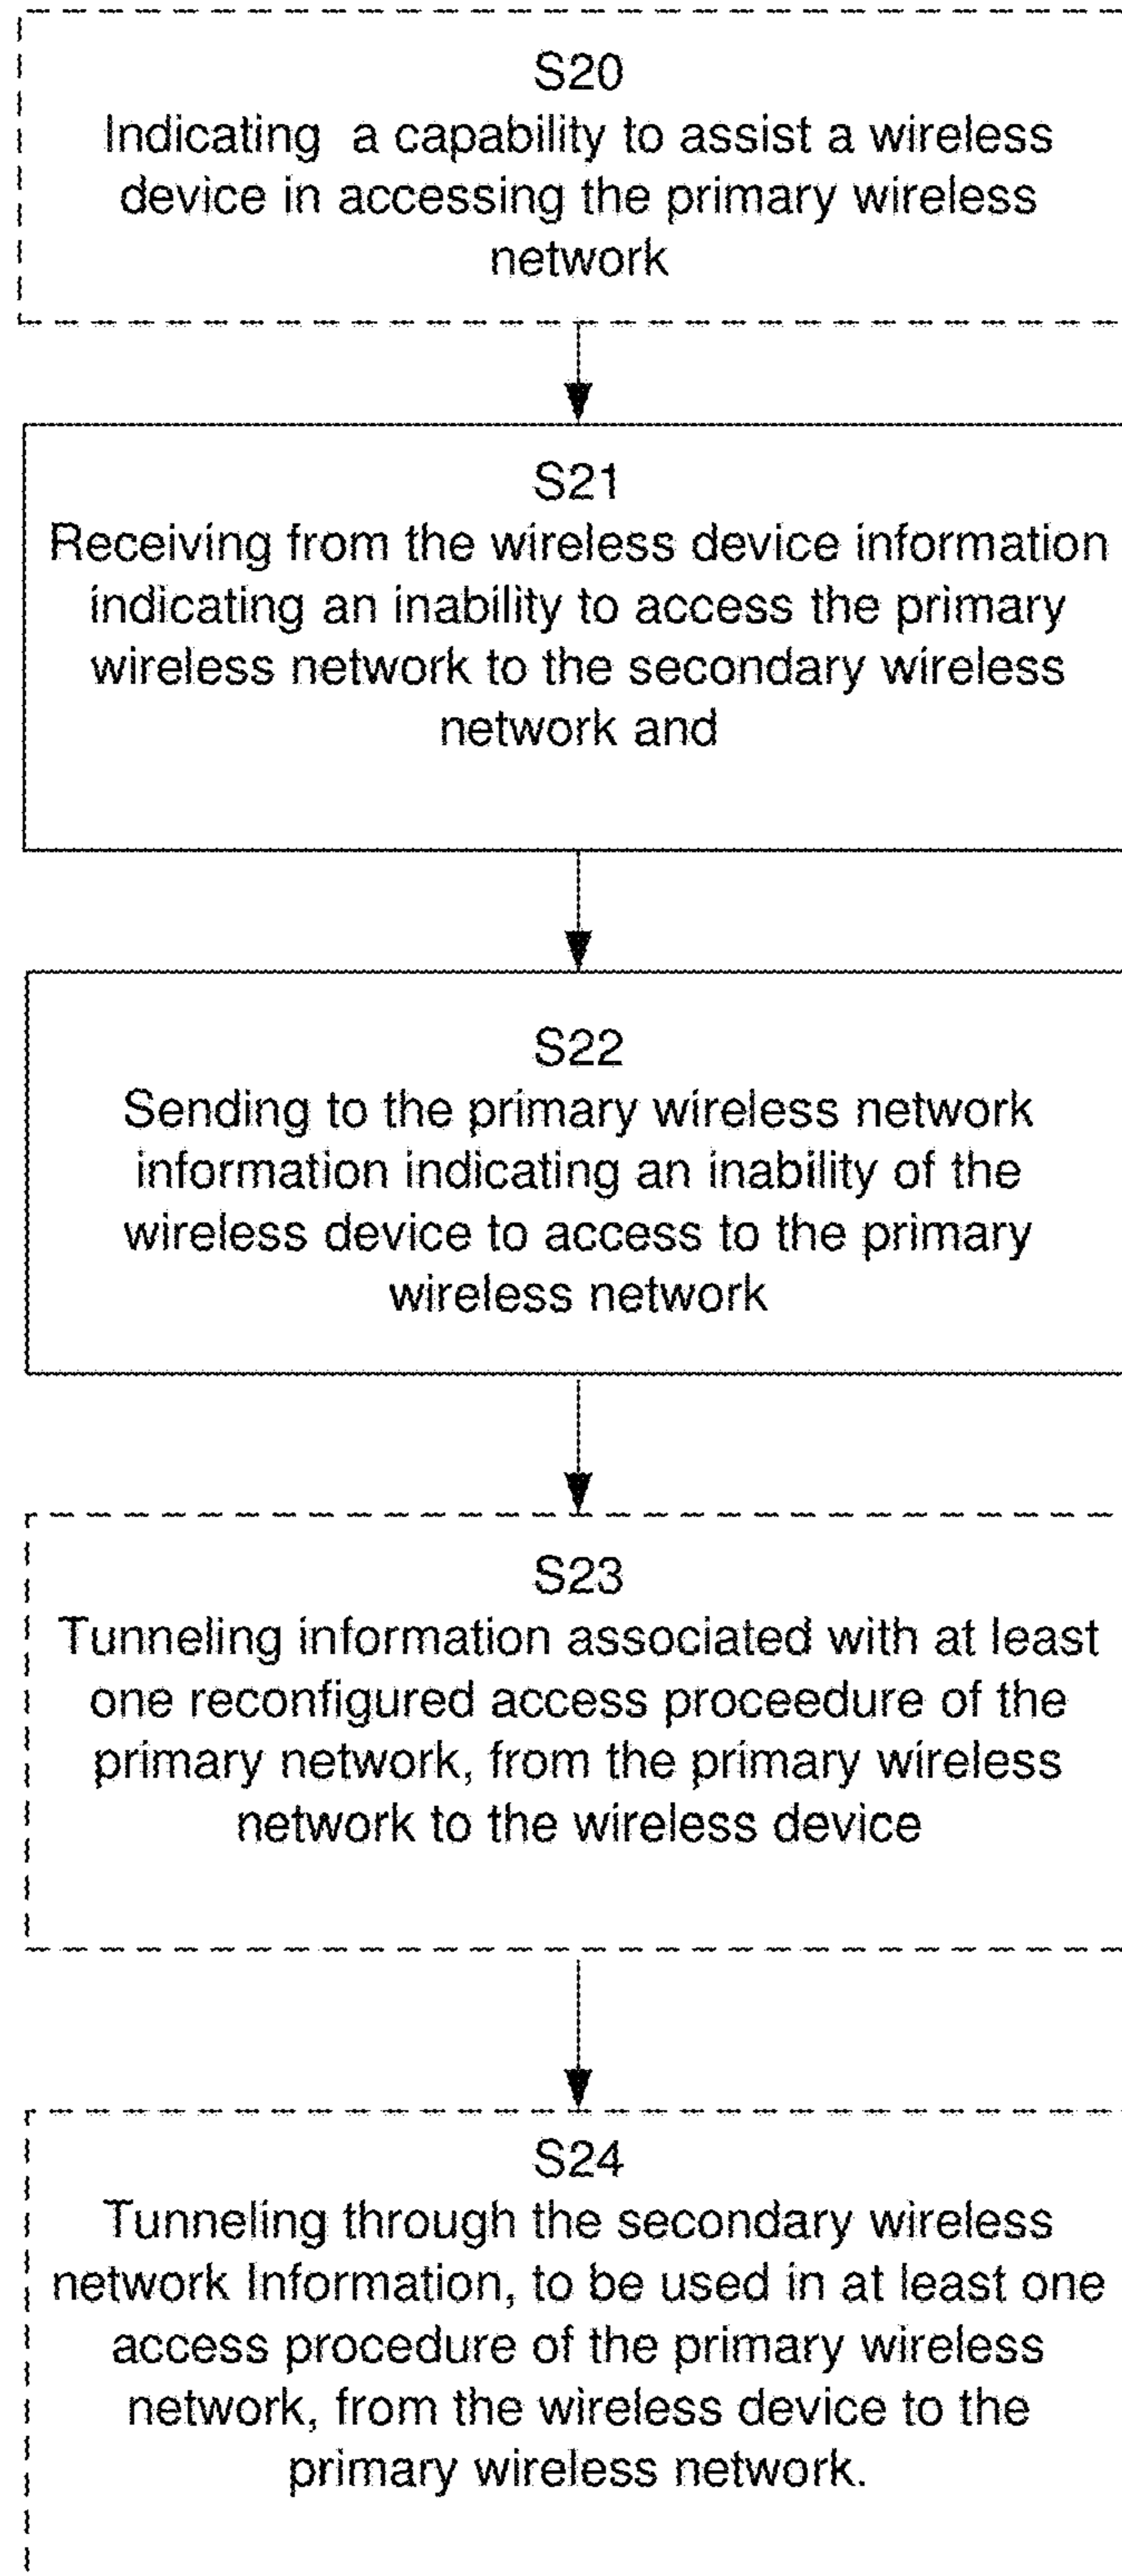 S20
Indicating a capability to assist a wireless
device in accessing the primary wireless
network
S21
Receiving from the wireless device information
indicating an inability to access the primary
wireless network to the secondary wireless
network and
S22
Sending to the primary wireless network
information indicating an inability of the
wireless device to access to the primary
wireless network
S23
Tunneling information associated with at least
one reconfigured access proceedure of the
primary network, from the primary wireless
network to the wireless device
S24
Tunneling through the secondary wireless
network Information, to be used in at least one
access procedure of the primary wireless
network, from the wireless device to the
primary wireless network.